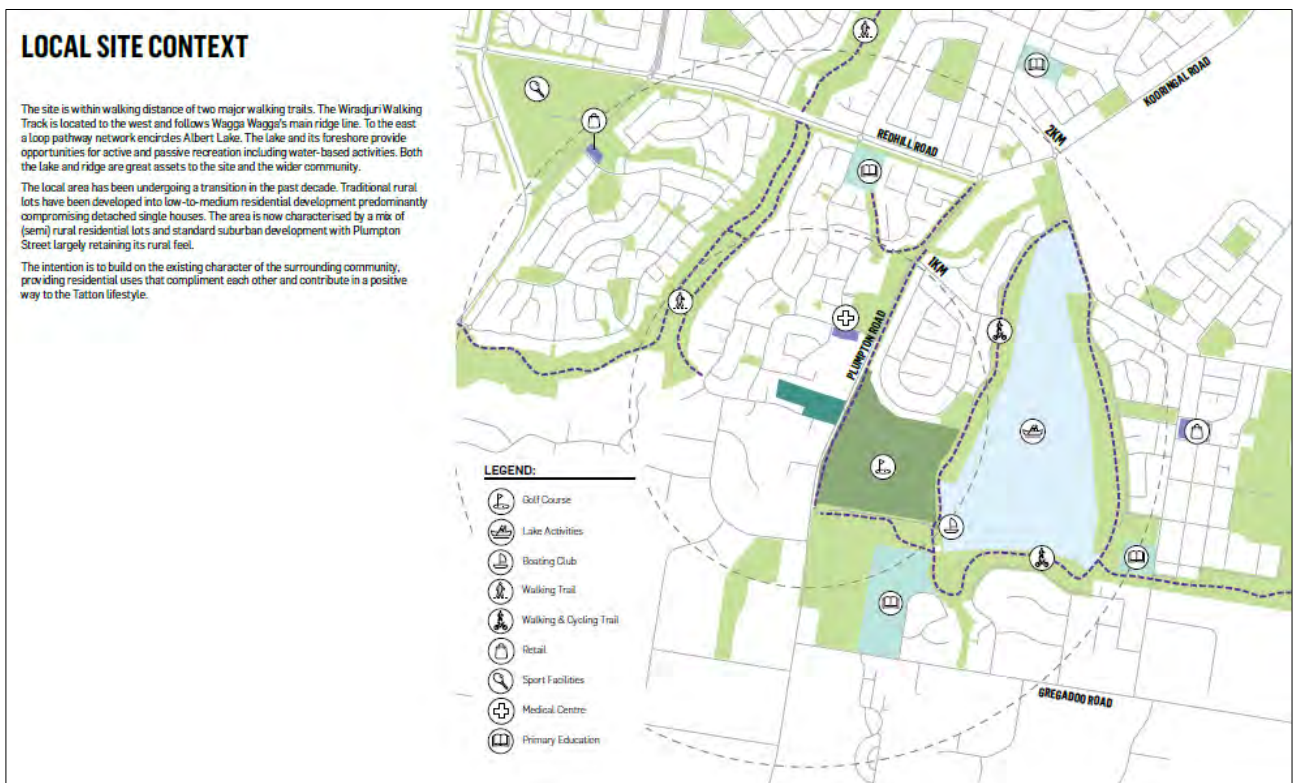 LOCAL SITE CONTEXT
The site is within walking distance of two major walking trails. The Wiradjuri Walking
Track is located to the west and follows Wagga Wagga's main ridge line. To the east
a loop pathway network encircles Albert Lake. The lake and its foreshore provide
opportunities for active and passive recreation including water-based activities. Both
the lake and ridge are great assets to the site and the wider community.
The local area has been undergoing a transition in the past decade. Traditional rural
lots have been developed into low-to-medium residential development predominantly
compromising detached single houses. The area is now characterised by a mix of
(semi) rural residential lots and standard suburban development with Plumpton
Street largely retaining its rural feel.
The intention is to build on the existing character of the surrounding community,
providing residential uses that compliment each other and contribute in a positive
way to the Tatton lifestyle.
KOORINGAL ROAD
2KM
REDHILL ROAD
1KM
PLUMPTON ROAD
GREGADOO ROAD
LEGEND:
Golf Course
Lake Activities
Boating Club
Walking Trail
Walking & Cycling Trail
Retail
Sport Facilities
Medical Centre
Primary Education